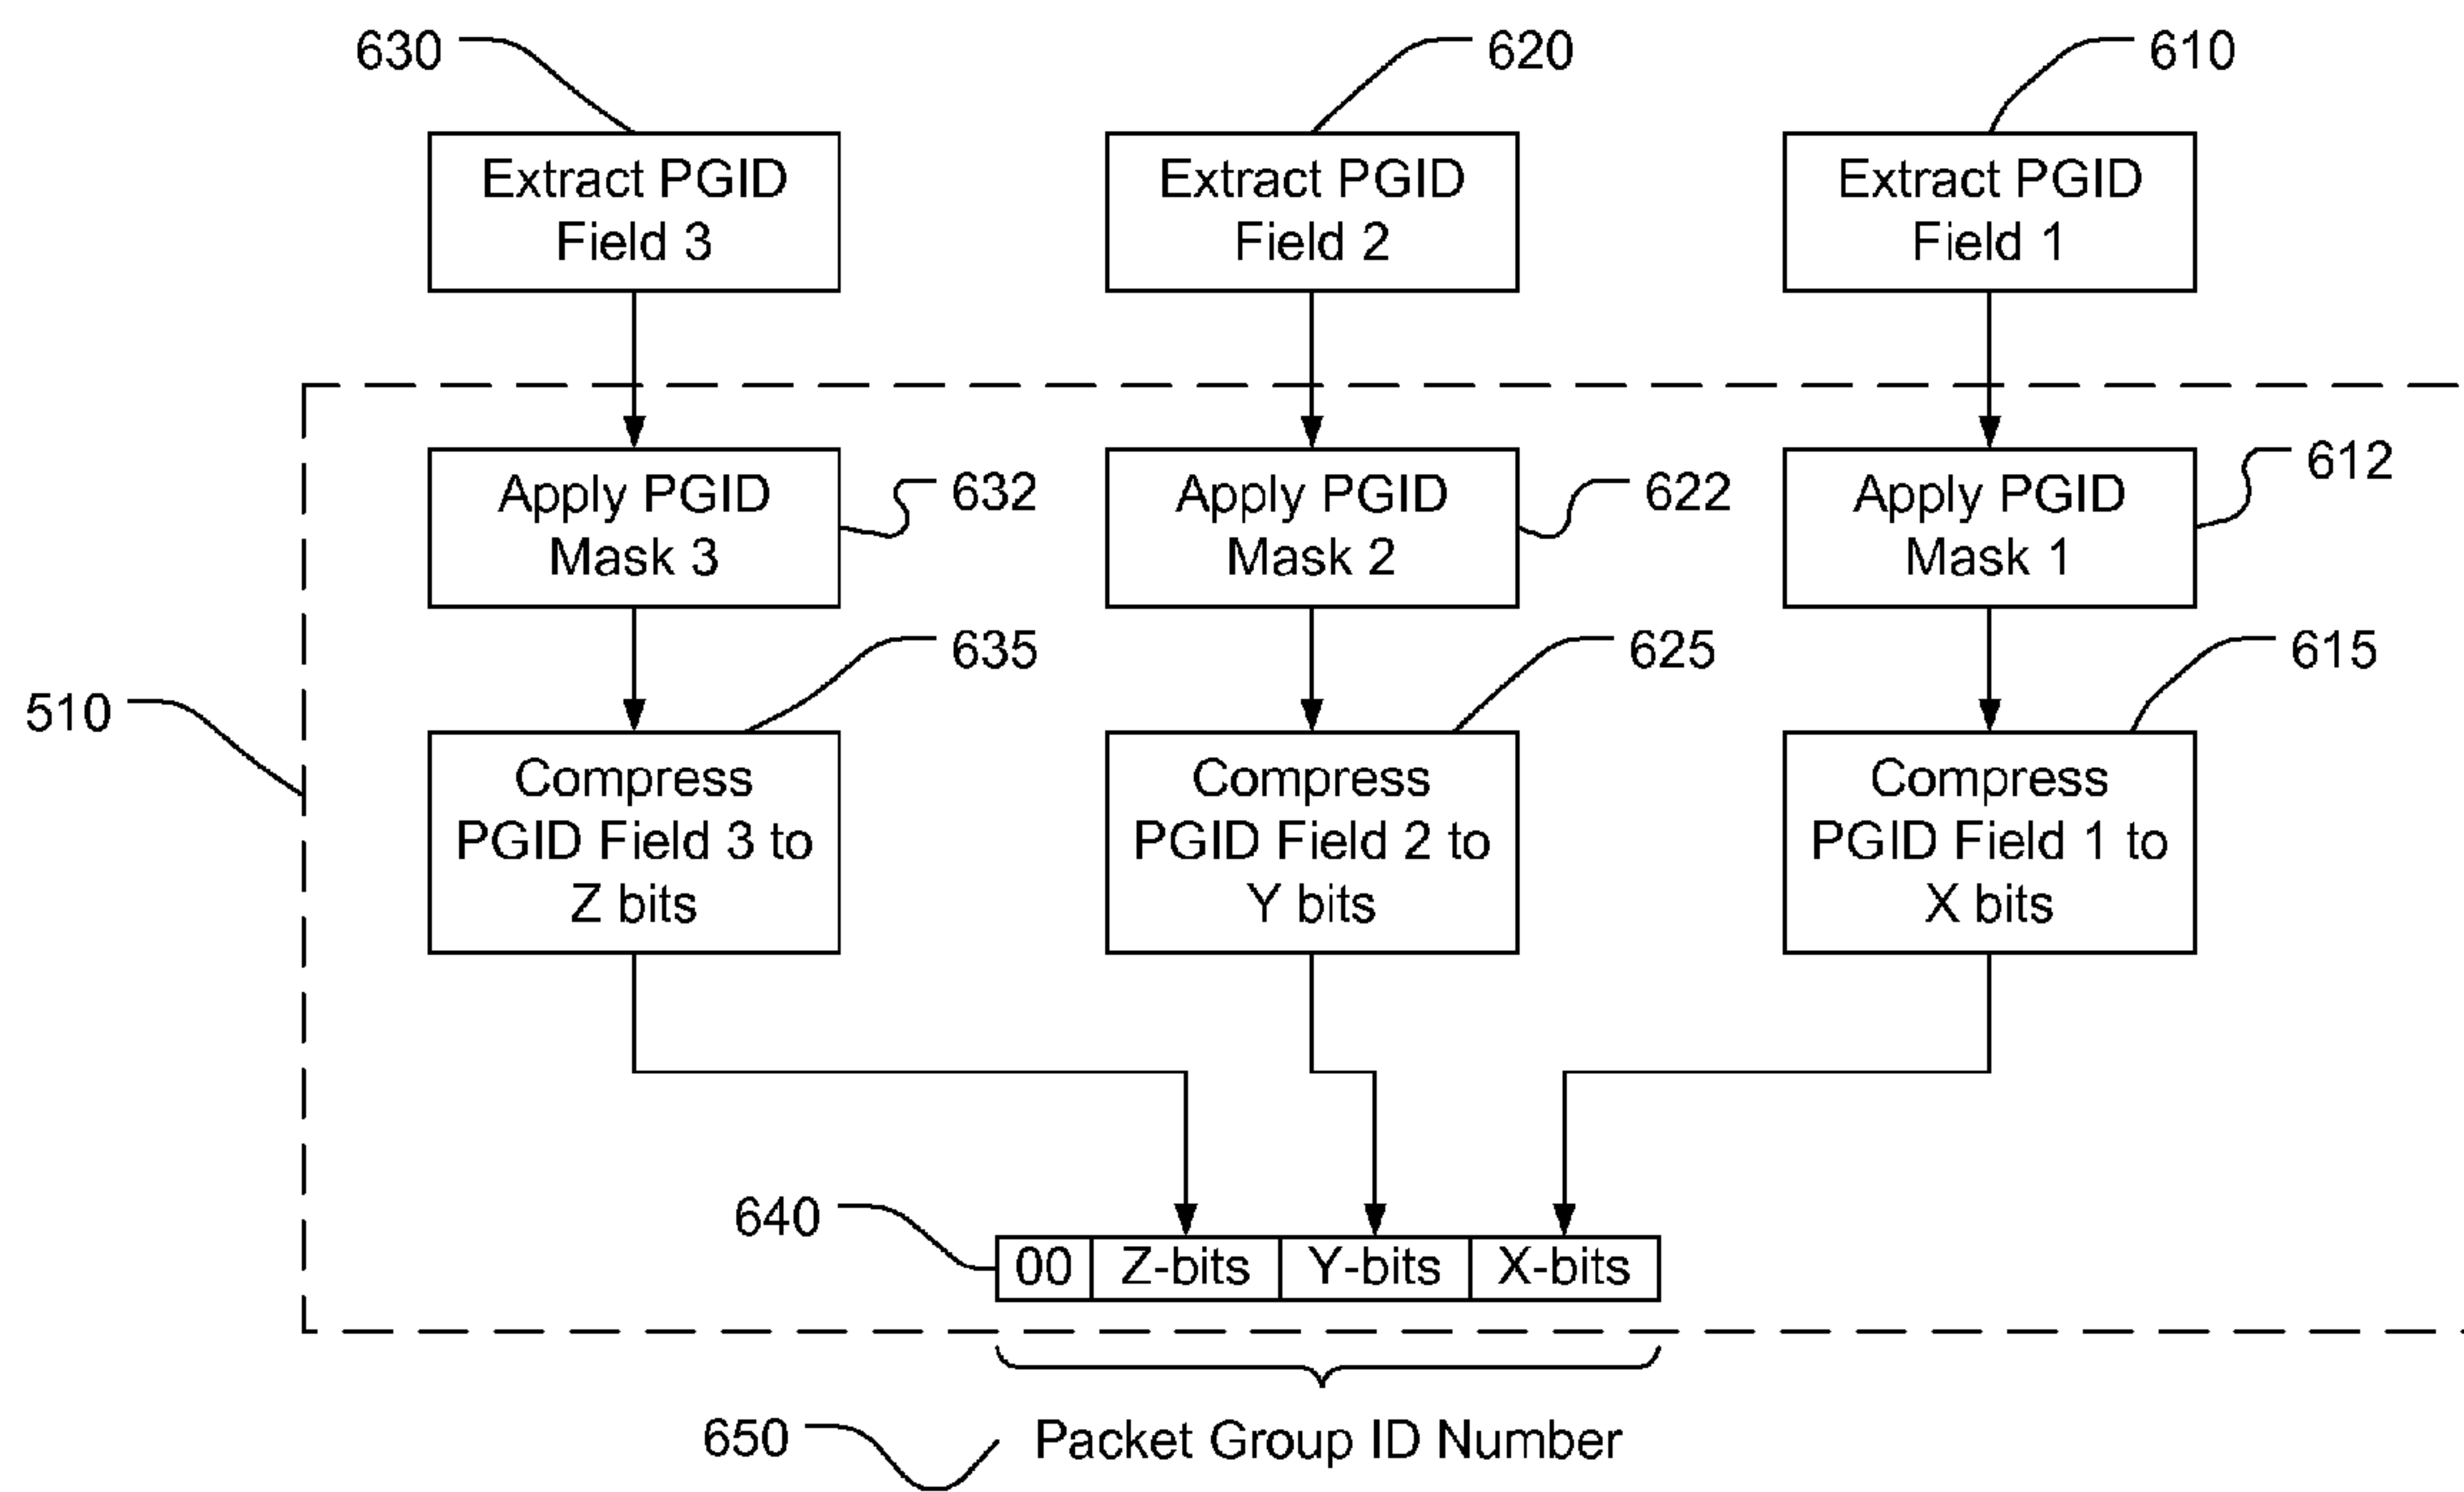 630
620
610
Extract PGID
Field 3
Extract PGID
Field 2
Extract PGID
Field 1
Apply PGID
Mask 3
632
Apply PGID
Mask 2
622
Apply PGID
Mask 1
612
635
625
615
510
Compress
PGID Field 3 to
Z bits
Compress
PGID Field 2 to
Y bits
Compress
PGID Field 1 to
X bits
640
00 Z-bits Y-bits X-bits
650
Packet Group ID Number